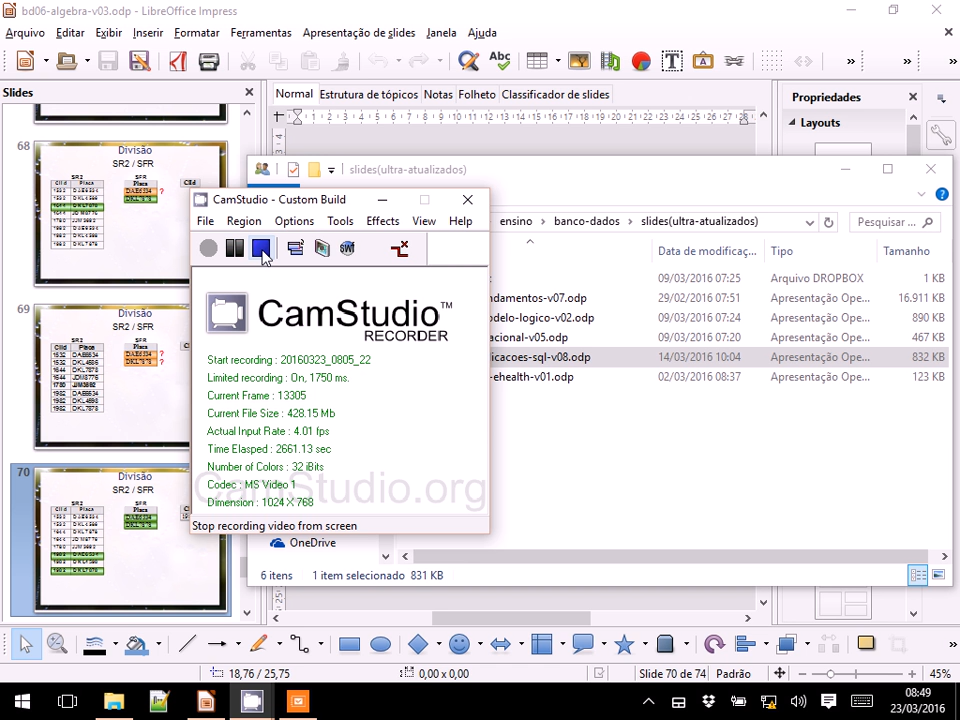 bd06-algebra-v03.odp - LibreOffice Impress
Arquivo Editar Exibir Inserir Formatar Ferramentas Apresentação de slides Janela Ajuda
Slides
Normal Estrutura de tópicos Notas Folheto Classificador de slides
Propriedades
Layouts
68
Divisão
SR2 / SFR
69
Divisão
SR2 / SFR
70
Divisão
SR2 / SFR
slides(ultra-atualizados)
ensino > banco-dados > slides(ultra-atualizados)
Pesquisar ...
Data de modificaç... Tipo Tamanho
09/03/2016 07:25 Arquivo DROPBOX 1 KB
ndamentos-v07.odp 29/02/2016 07:51 Apresentação Ope... 16.911 KB
odelo-logico-v02.odp 09/03/2016 07:24 Apresentação Ope... 890 KB
acional-v05.odp 09/03/2016 07:20 Apresentação Ope... 467 KB
icacoes-sql-v08.odp 14/03/2016 10:04 Apresentação Ope... 832 KB
-ehealth-v01.odp 02/03/2016 08:37 Apresentação Ope... 123 KB
OneDrive
6 itens 1 item selecionado 831 KB
CamStudio - Custom Build
File Region Options Tools Effects View Help
CamStudio™
RECORDER
Start recording : 20160323_0805_22
Limited recording : On, 1750 ms.
Current Frame : 13305
Current File Size : 428.15 Mb
Actual Input Rate : 4.01 fps
Time Elasped : 2661.13 sec
Number of Colors : 32 iBits
Codec : MS Video 1
Dimension : 1024 X 768
CamStudio.org
Stop recording video from screen
18,76 / 25,75 0,00 x 0,00 Slide 70 de 74 Padrão 45%
08:49
23/03/2016